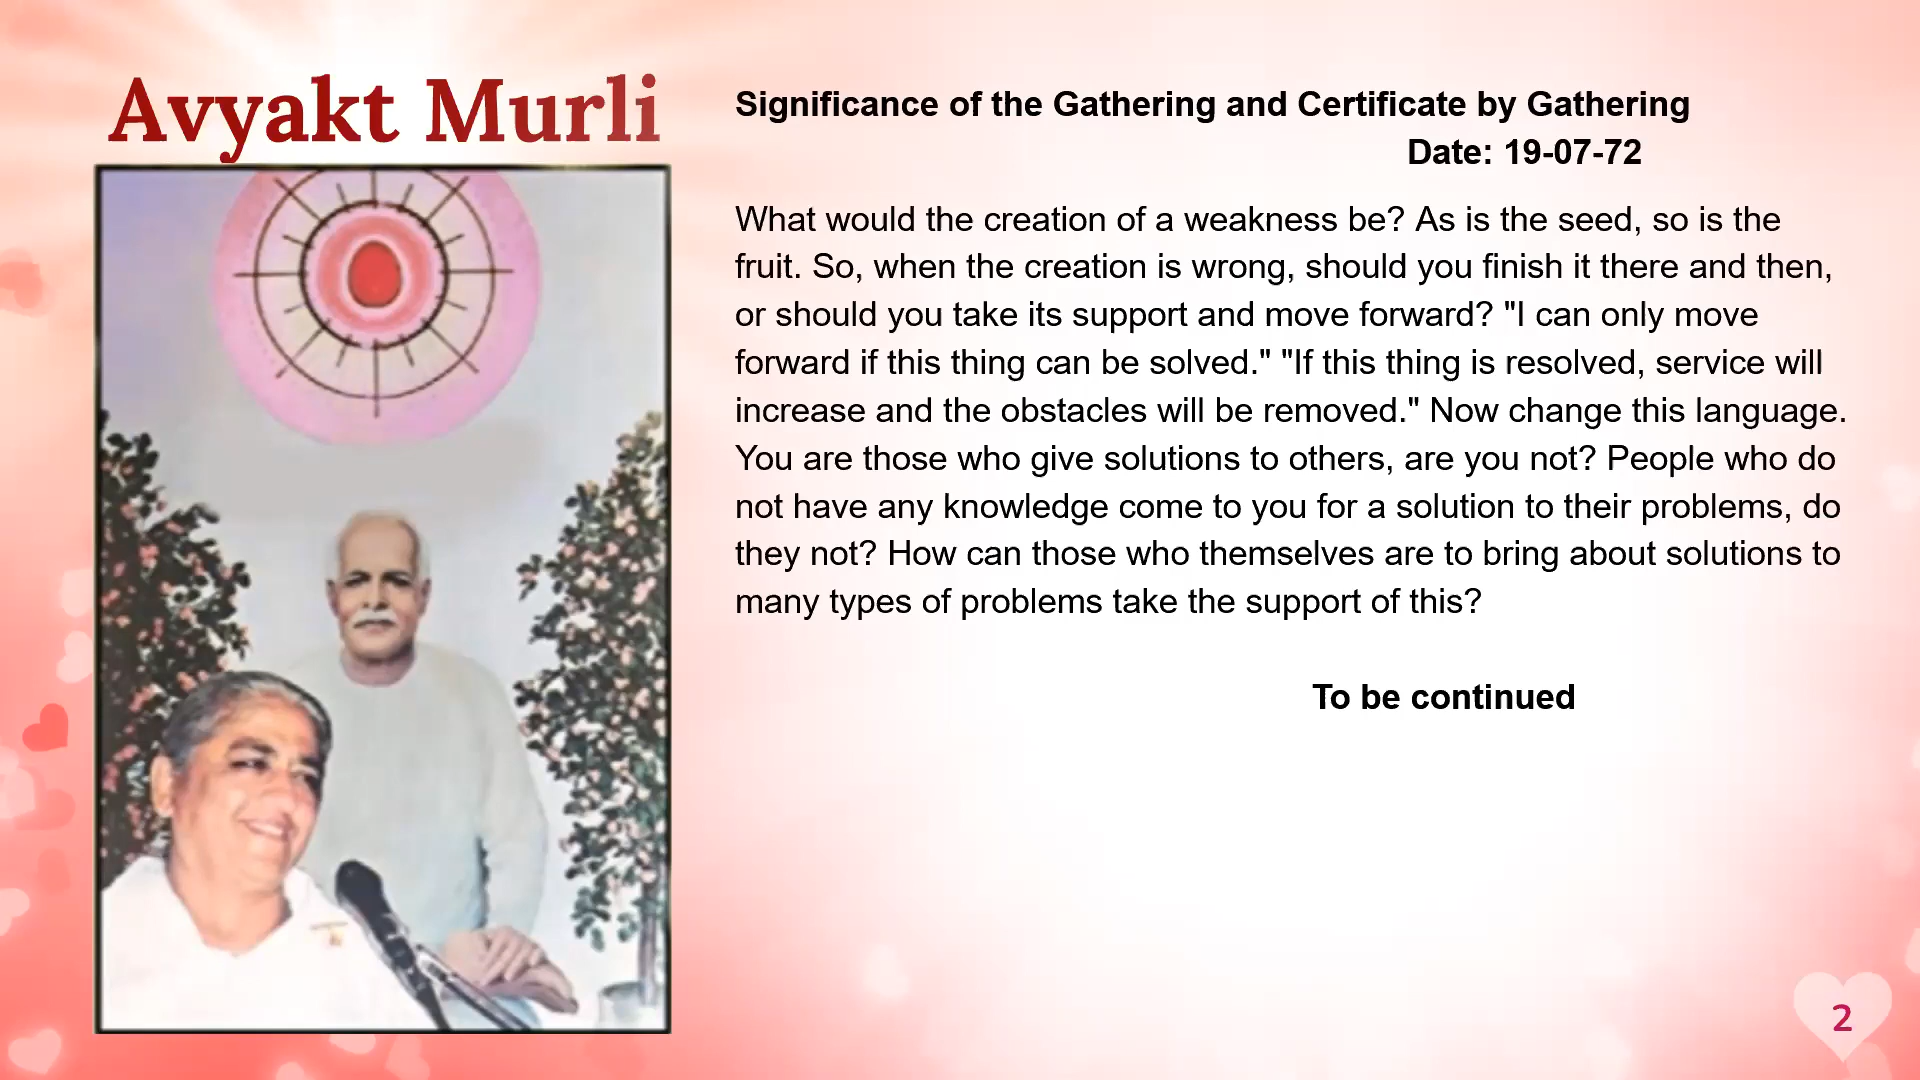 Avyakt Murli
Significance of the Gathering and Certificate by Gathering
Date: 19-07-72
What would the creation of a weakness be? As is the seed, so is the
fruit. So, when the creation is wrong, should you finish it there and then,
or should you take its support and move forward? "I can only move
forward if this thing can be solved." "If this thing is resolved, service will
increase and the obstacles will be removed." Now change this language.
You are those who give solutions to others, are you not? People who do
not have any knowledge come to you for a solution to their problems, do
they not? How can those who themselves are to bring about solutions to
many types of problems take the support of this?
To be continued
2